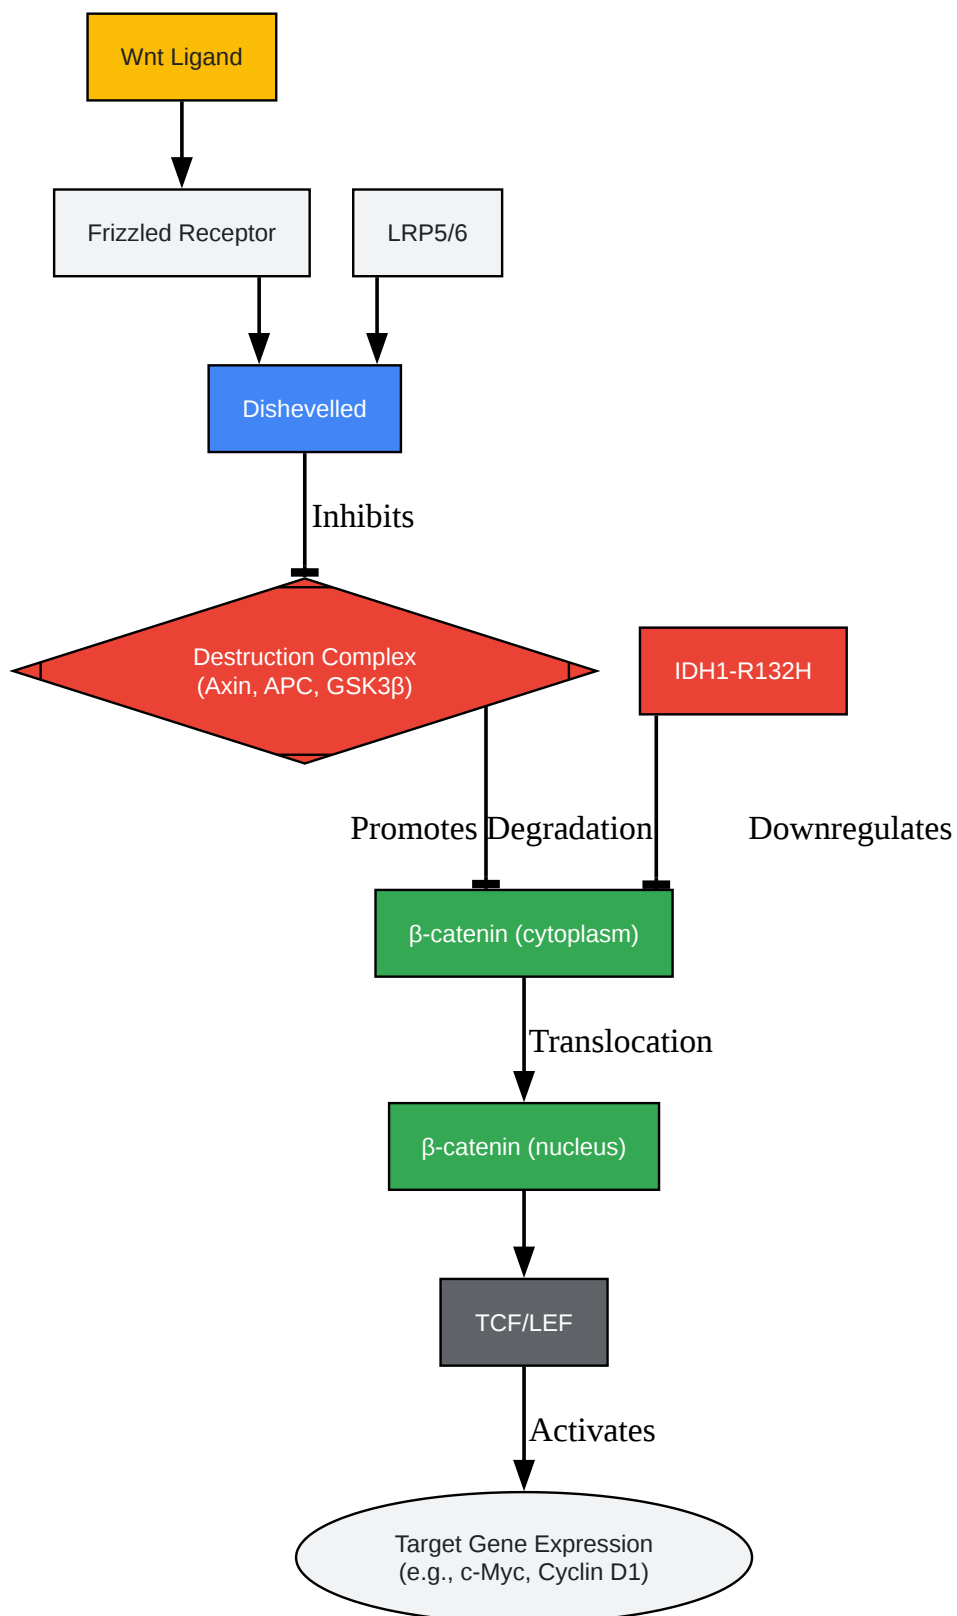 Wnt Ligand
Frizzled Receptor
LRP5/6
Dishevelled
Inhibits
Destruction Complex
(Axin, APC, GSK3β)
IDH1-R132H
Promotes Degradation
Downregulates
β-catenin (cytoplasm)
Translocation
β-catenin (nucleus)
TCF/LEF
Activates
Target Gene Expression
(e.g., c-Myc, Cyclin D1)